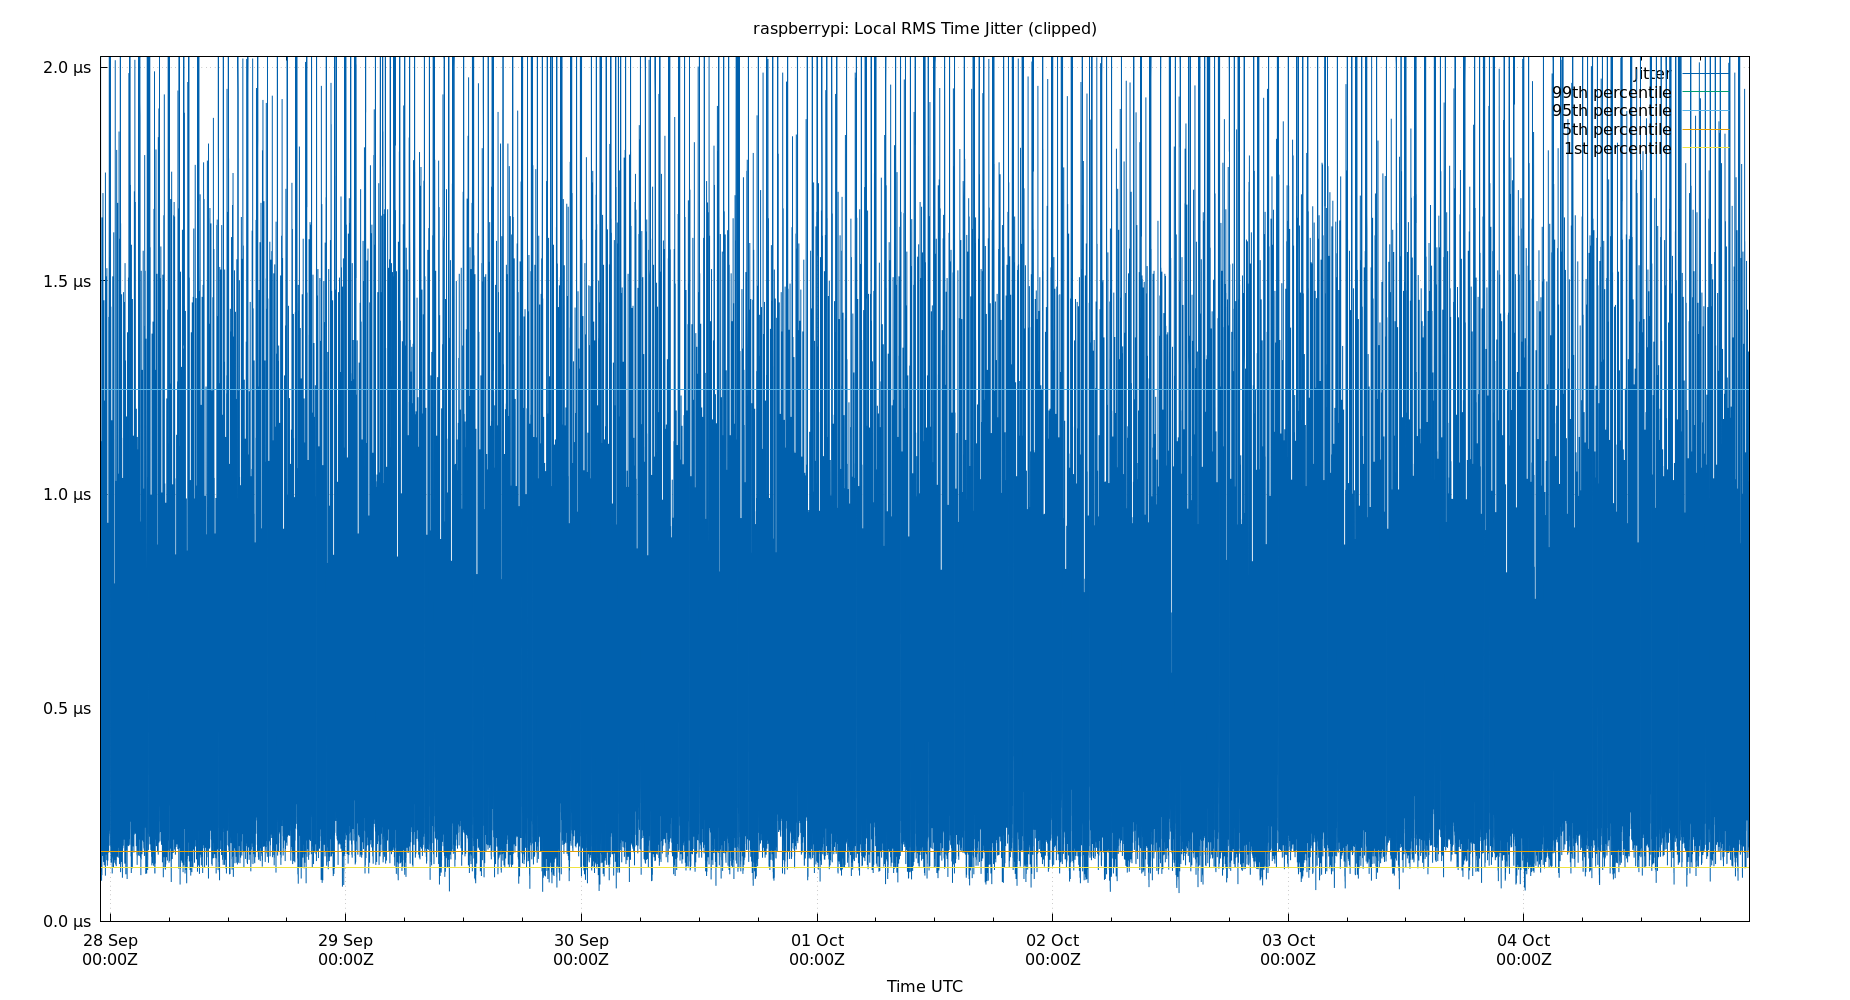 raspberrypi: Local RMS Time Jitter (clipped)
2.0 μs
1.5 μs
1.0 μs
0.5 μs
0.0 μs
Jitter
99th percentile
95th percentile
5th percentile
1st percentile
28 Sep 29 Sep 30 Sep 01 Oct 02 Oct 03 Oct 04 Oct
00:00Z 00:00Z 00:00Z 00:00Z 00:00Z 00:00Z 00:00Z
Time UTC